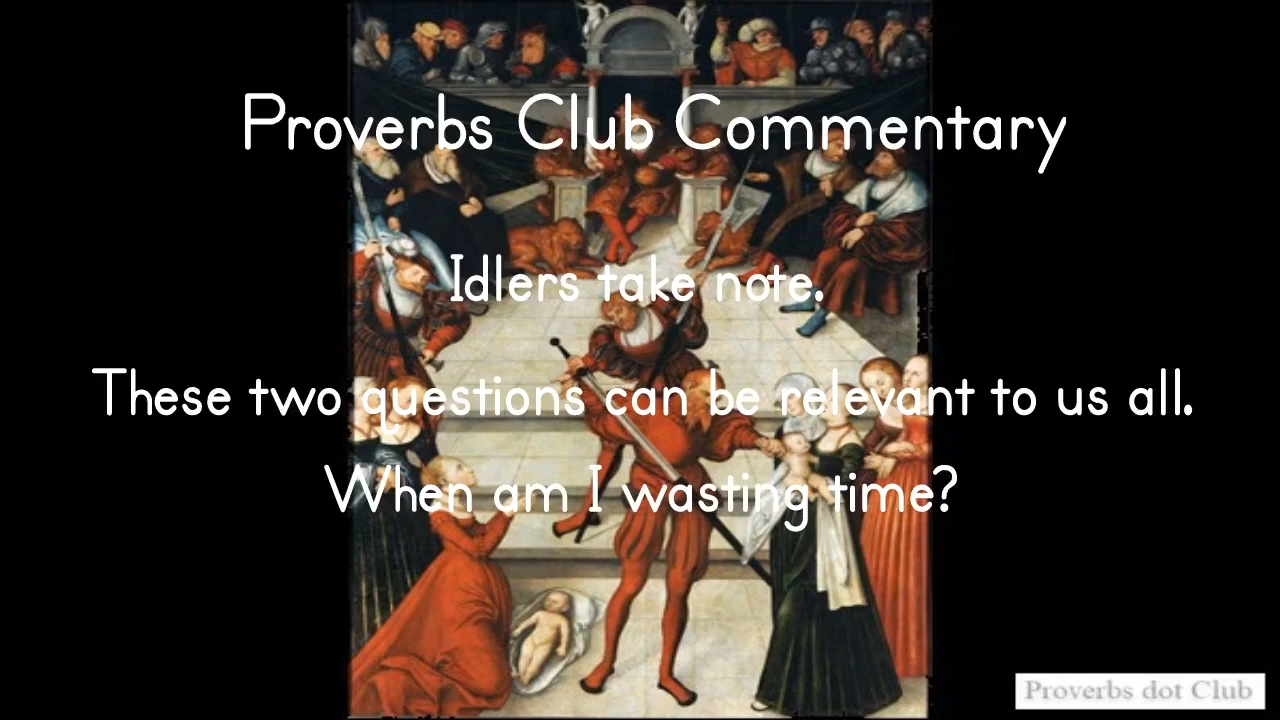 Proverbs Club Commentary
Idlers take note.
These two questions can be relevant to us all.
When am I wasting time?
Proverbs dot Club